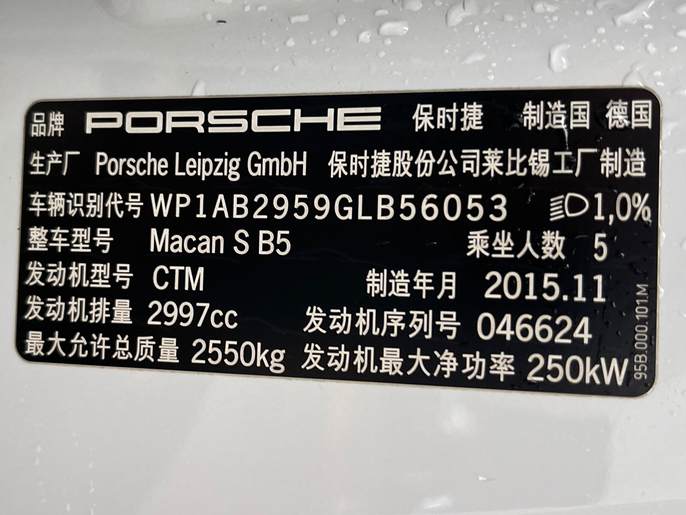 品牌 PORSCHE 保时捷 制造国 德国
生产厂 Porsche Leipzig GmbH 保时捷股份公司莱比锡工厂制造
车辆识别代号 WP1AB2959GLB56053 1,0%
整车型号 Macan S B5 乘坐人数 5
发动机型号 CTM 制造年月 2015.11
发动机排量 2997cc 发动机序列号 046624
最大允许总质量 2550kg 发动机最大净功率 250kW
95B.000.101.M